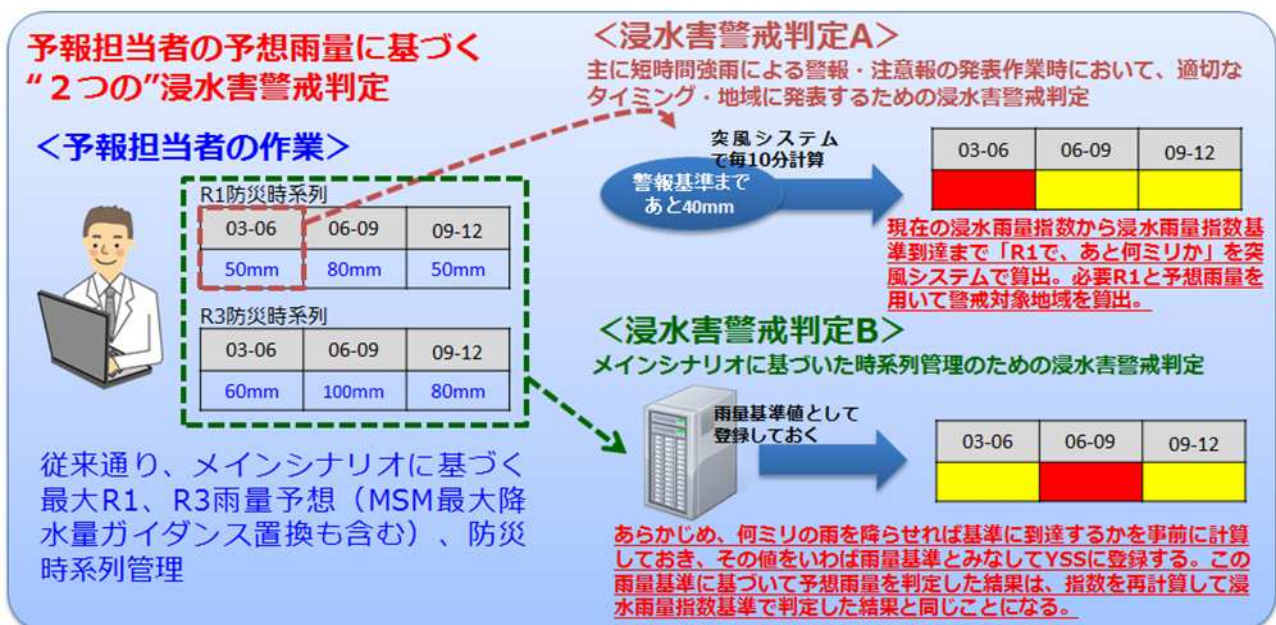 予報担当者の予想雨量に基づく
“２つの”浸水害警戒判定
＜予報担当者の作業＞
R1防災時系列
03-06 06-09 09-12
50mm 80mm 50mm
R3防災時系列
03-06 06-09 09-12
60mm 100mm 80mm
従来通り、メインシナリオに基づく
最大R1、R3雨量予想（MSM最大降
水量ガイダンス置換も含む）、防災
時系列管理
＜浸水害警戒判定A＞
主に短時間強雨による警報・注意報の発表作業時において、適切な
タイミング・地域に発表するための浸水害警戒判定
警報基準まで
あと40mm
突風システム
で毎10分計算
03-06 06-09 09-12
現在の浸水雨量指数から浸水雨量指数基
準到達まで「R1で、あと何ミリか」を突
風システムで算出。必要R1と予想雨量を
用いて警戒対象地域を算出。
＜浸水害警戒判定B＞
メインシナリオに基づいた時系列管理のための浸水害警戒判定
雨量基準値として
登録しておく
03-06 06-09 09-12
あらかじめ、何ミリの雨を降らせれば基準に到達するかを事前に計算
しておき、その値をいわば雨量基準とみなしてYSSに登録する。この
雨量基準に基づいて予想雨量を判定した結果は、指数を再計算して浸
水雨量指数基準で判定した結果と同じことになる。